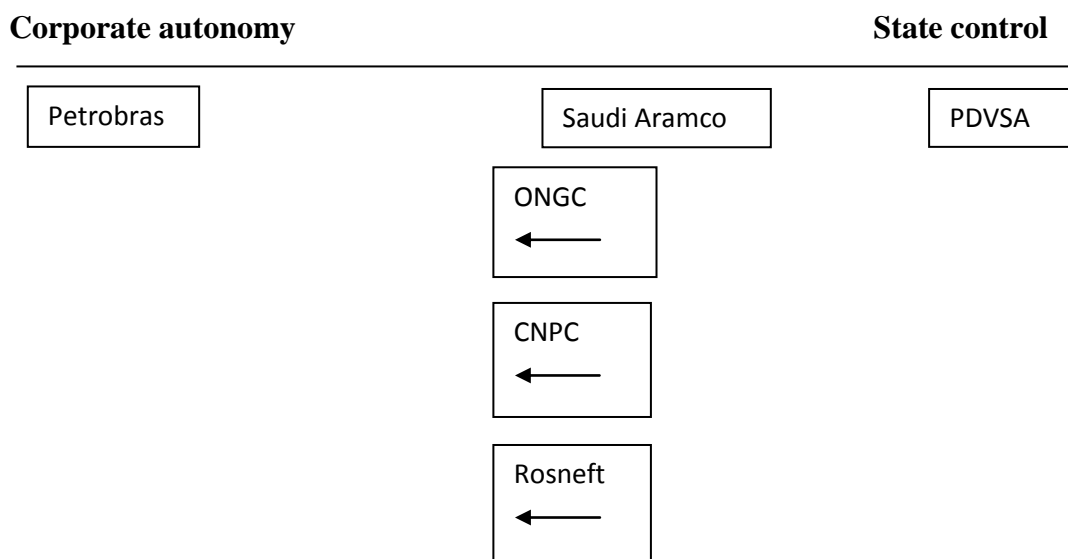 Corporate autonomy State control
Petrobras Saudi Aramco PDVSA
ONGC
CNPC
Rosneft